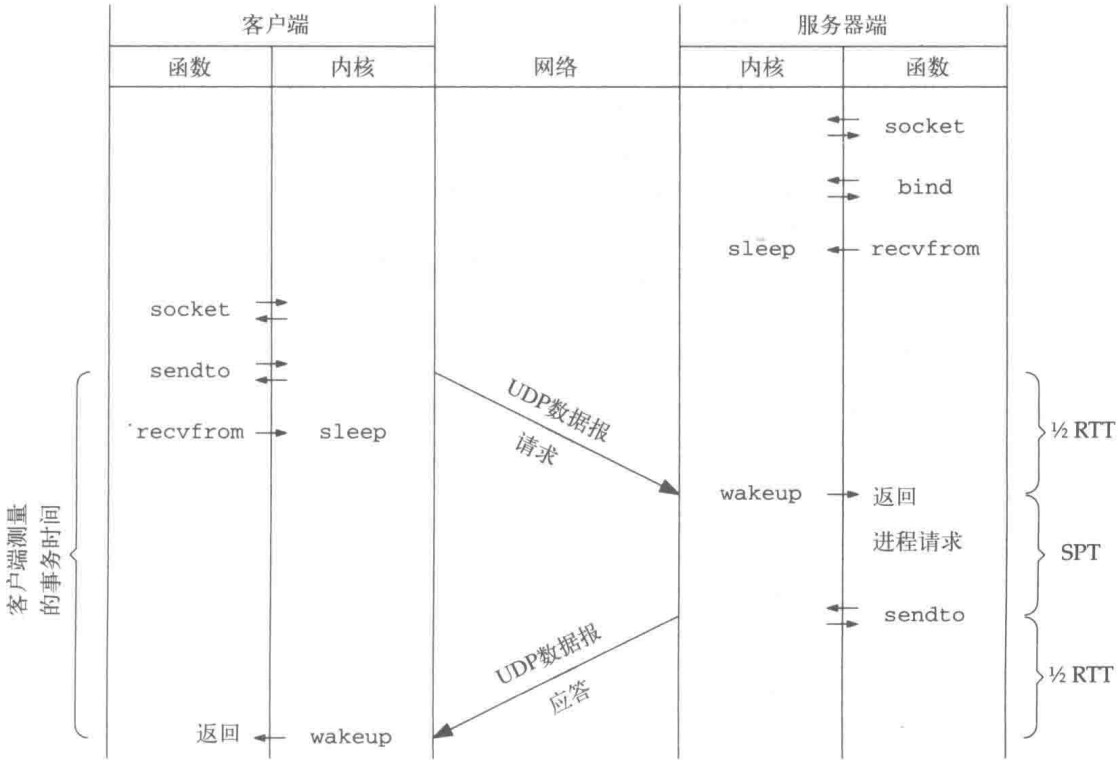 客户端 服务器端
函数 内核 网络 内核 函数
socket
bind
sleep recvfrom
socket
sendto
recvfrom sleep
UDP数据报
请求
½ RTT
wakeup 返回
进程请求
SPT
客户端测量
的事务时间
sendto
UDP数据报
应答
½ RTT
返回 wakeup